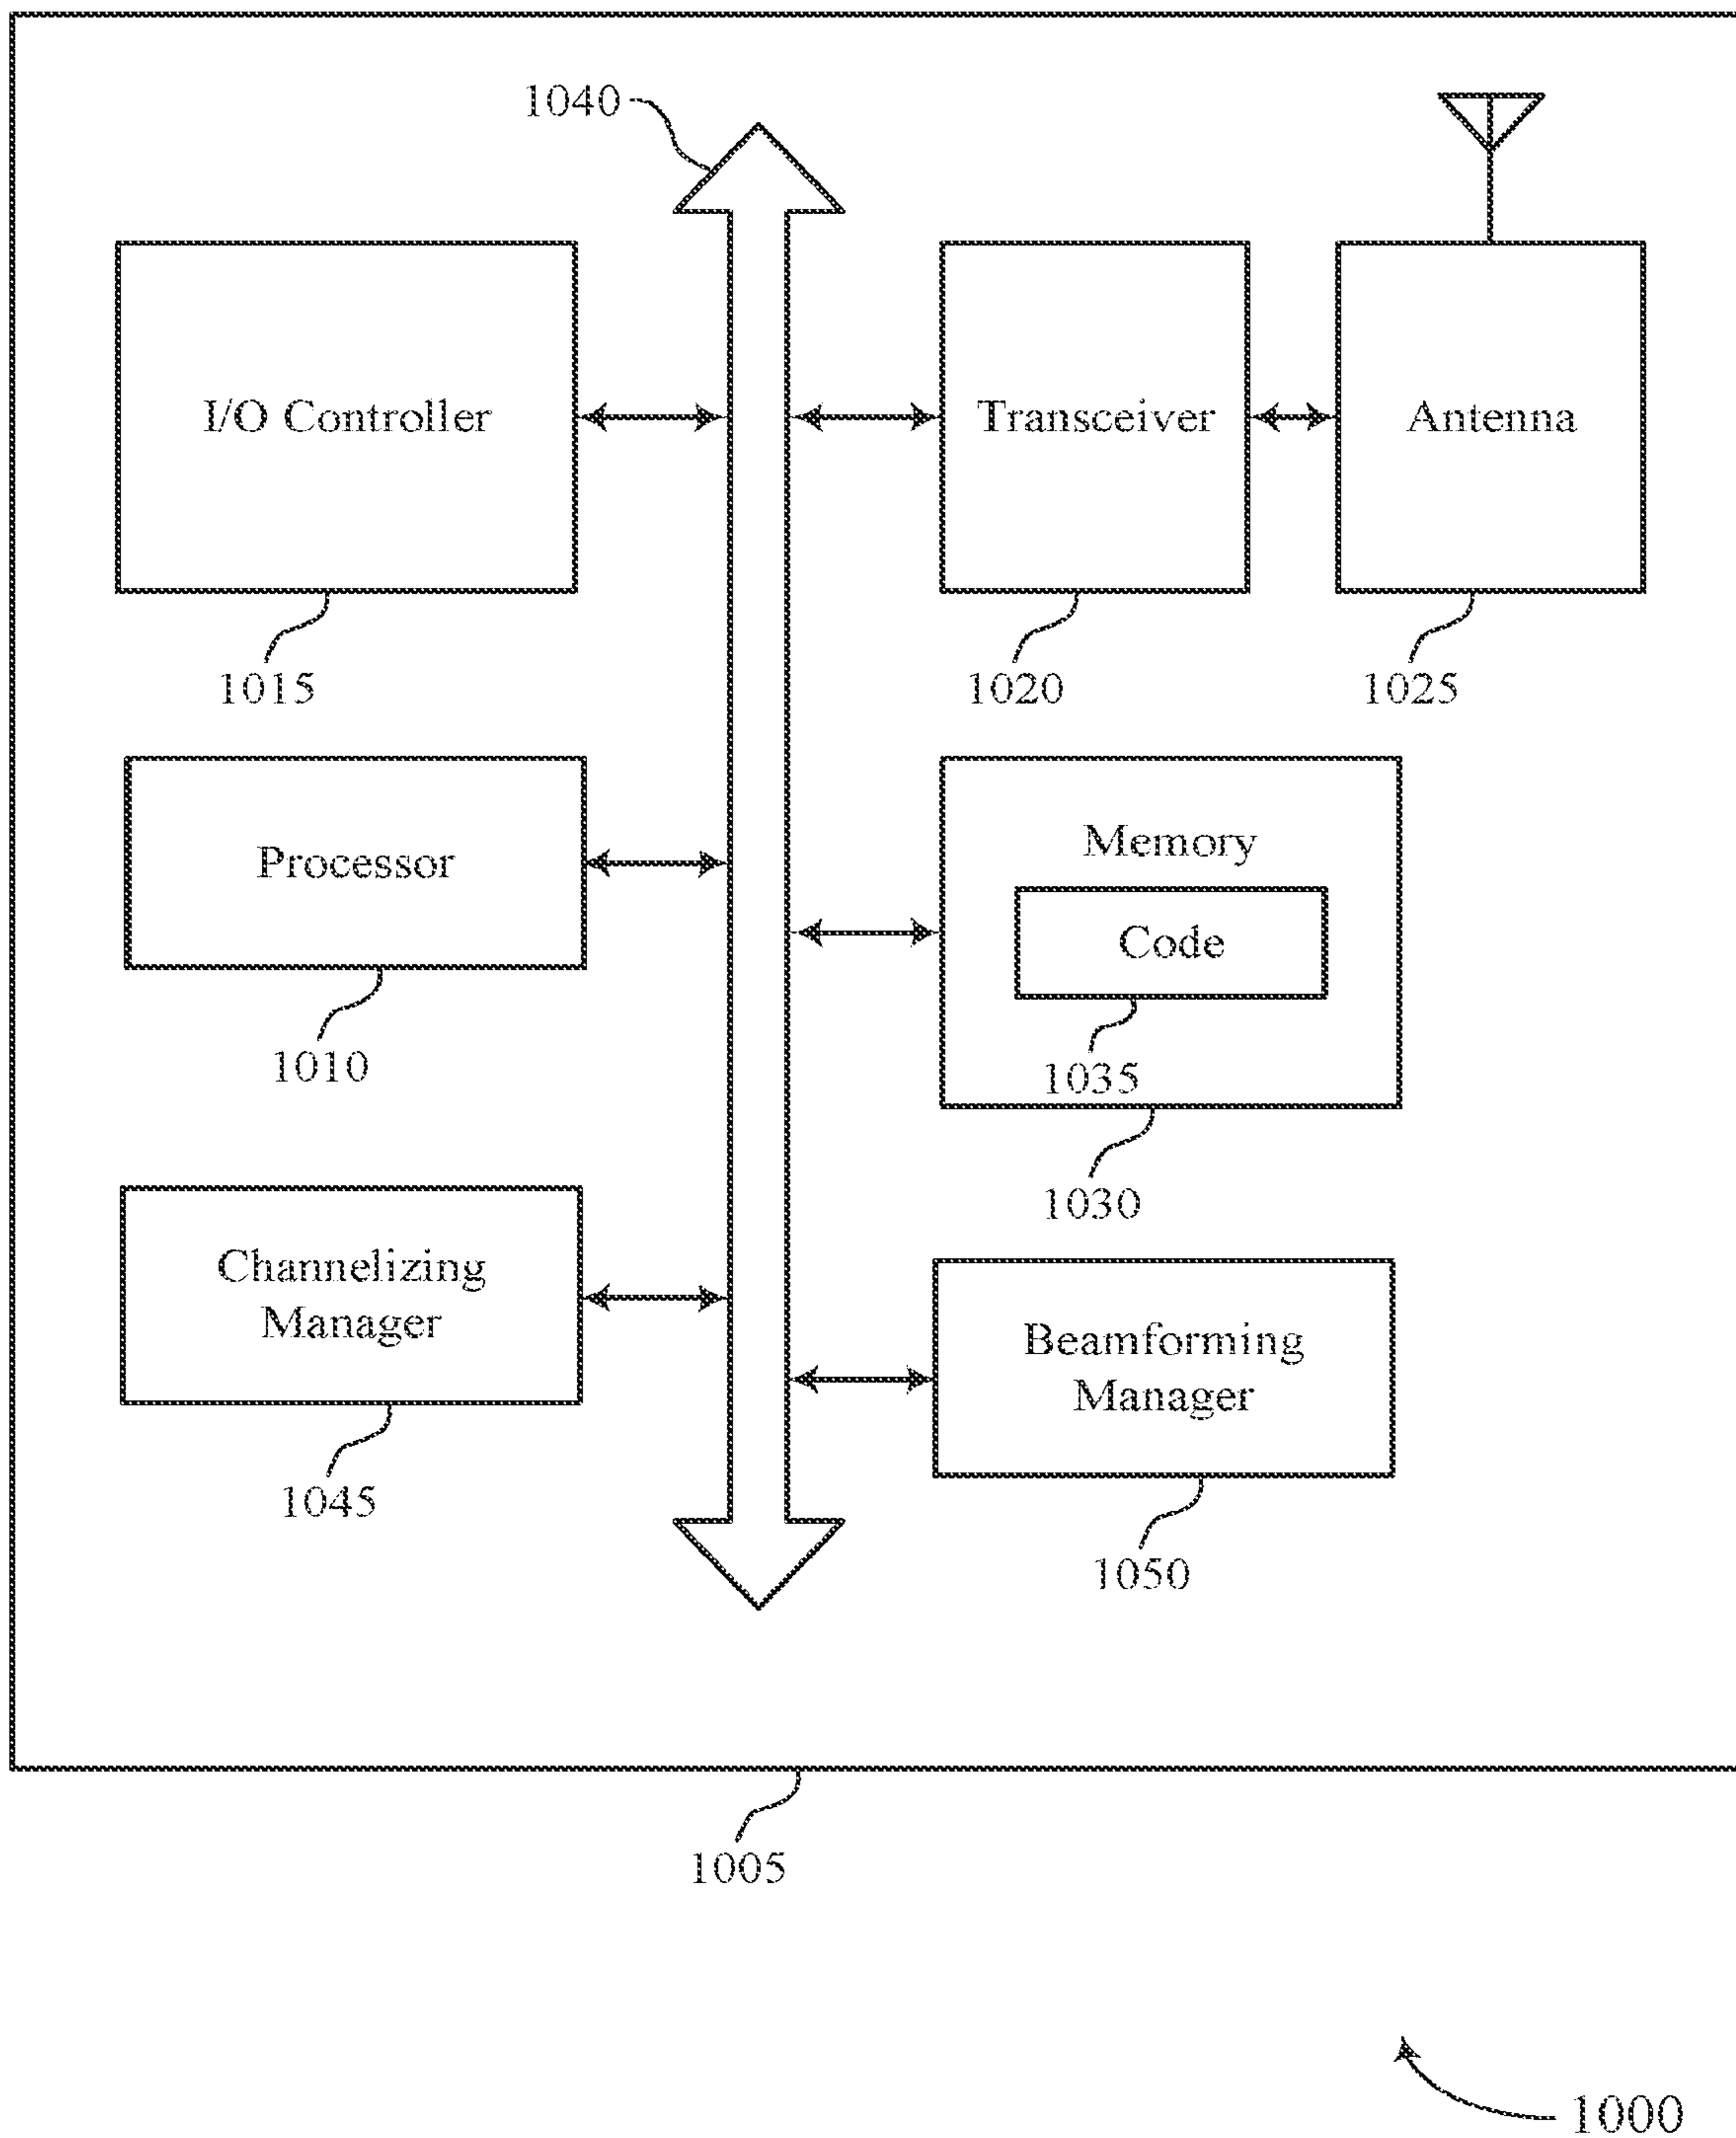 1040
I/O Controller
Transceiver
Antenna
1015
1020
1025
Processor
Memory
Code
1010
1035
1030
Channelizing
Manager
Beamforming
Manager
1045
1050
1005
1000